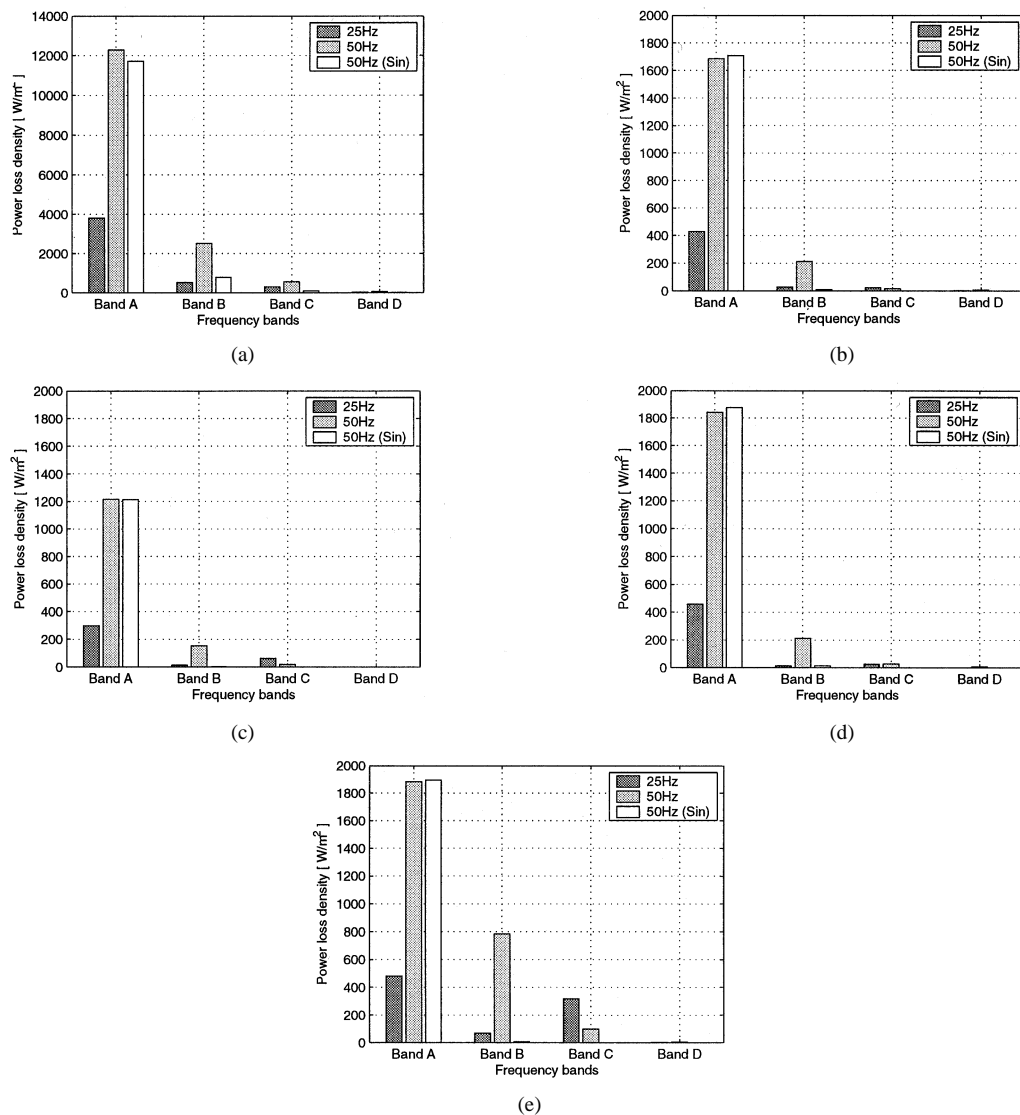 14000
12000
10000
8000
6000
4000
2000
0
Power loss density [ W/m² ]
25Hz
50Hz
50Hz (Sin)
Band A Band B Band C Band D
Frequency bands
(a)
2000
1800
1600
1400
1200
1000
800
600
400
200
0
Power loss density [ W/m² ]
25Hz
50Hz
50Hz (Sin)
Band A Band B Band C Band D
Frequency bands
(b)
2000
1800
1600
1400
1200
1000
800
600
400
200
0
Power loss density [ W/m² ]
25Hz
50Hz
50Hz (Sin)
Band A Band B Band C Band D
Frequency bands
(c)
2000
1800
1600
1400
1200
1000
800
600
400
200
0
Power loss density [ W/m² ]
25Hz
50Hz
50Hz (Sin)
Band A Band B Band C Band D
Frequency bands
(d)
2000
1800
1600
1400
1200
1000
800
600
400
200
0
Power loss density [ W/m² ]
25Hz
50Hz
50Hz (Sin)
Band A Band B Band C Band D
Frequency bands
(e)